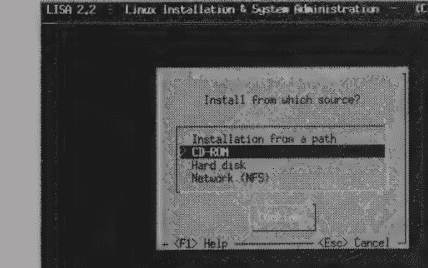 LISA 2.2 Linux Installation & System Administration (C
Install from which source?
Installation from a path
CD-ROM
Hard disk
Network (NFS)
<F1> Help <Esc> Cancel